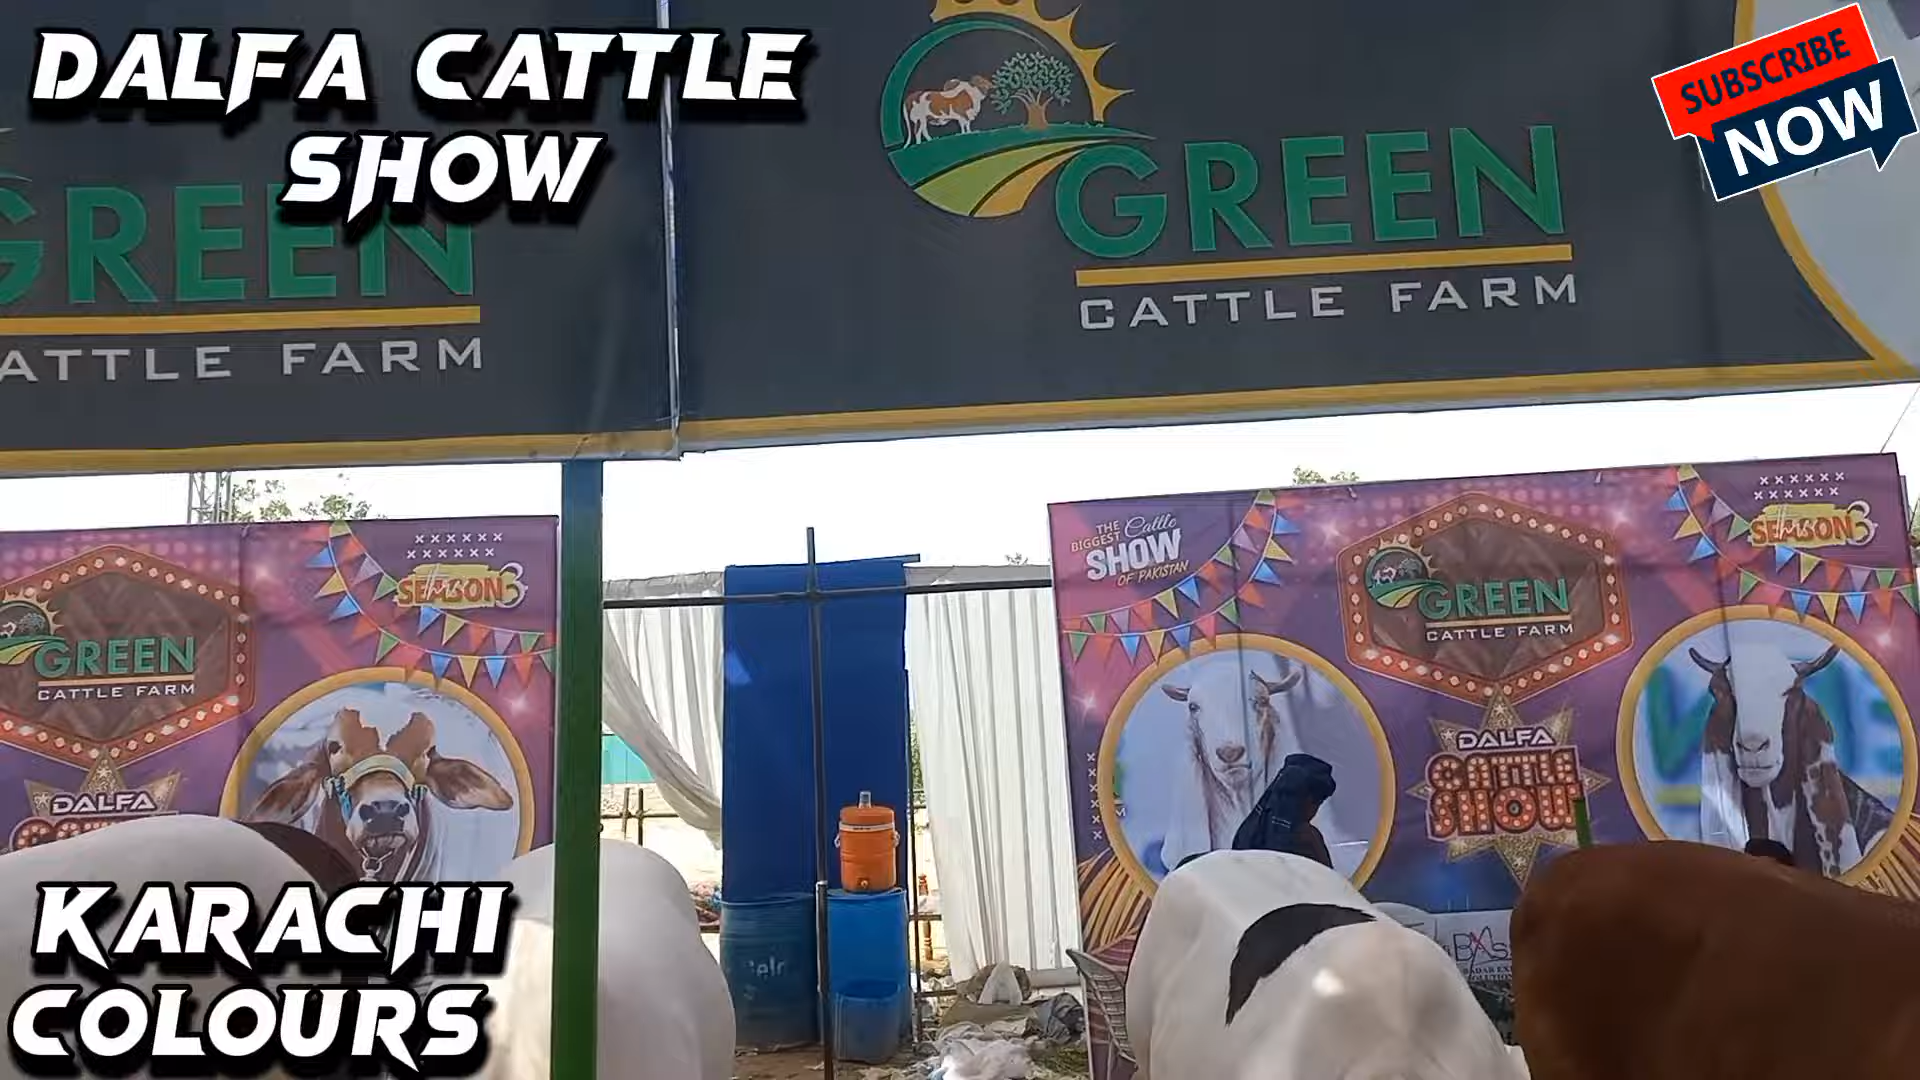 DALFA CATTLE
SHOW
SUBSCRIBE
NOW
GREEN
CATTLE FARM
GREEN
CATTLE FARM
SEASON 3
GREEN
CATTLE FARM
DALFA
THE
BIGGEST Cattle
SHOW
OF PAKISTAN
SEASON 3
GREEN
CATTLE FARM
DALFA
CATTLE
SHOW
KARACHI
COLOURS